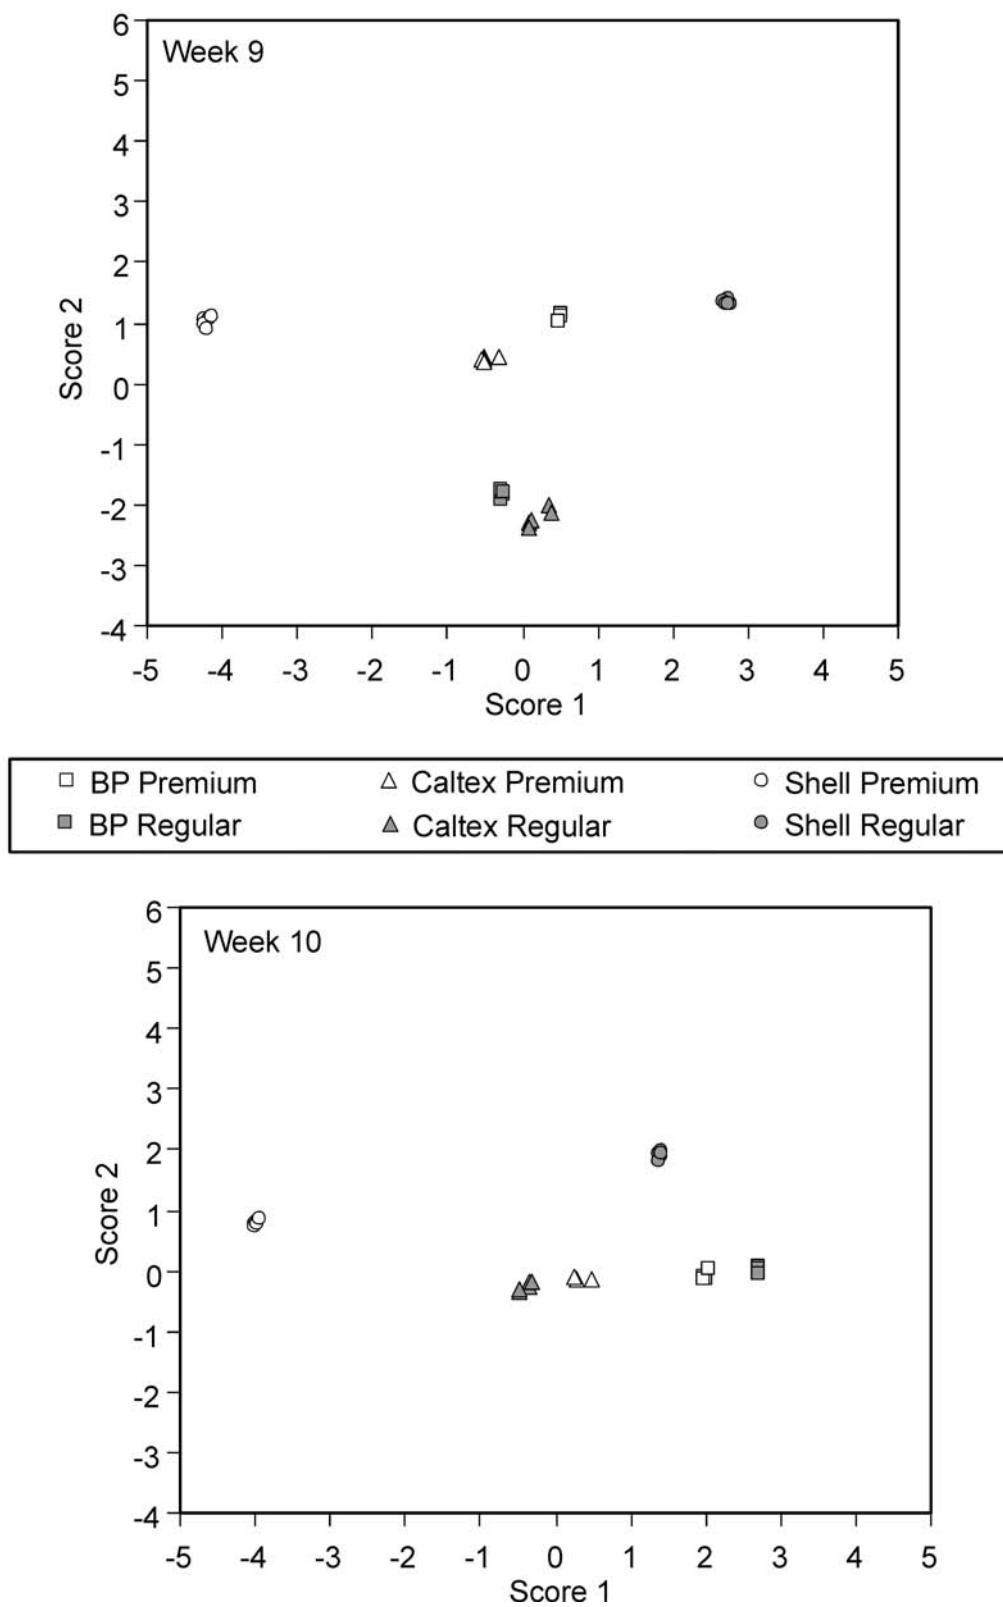 Week 9
6
5
4
3
2
1
0
-1
-2
-3
-4
Score 2
-5 -4 -3 -2 -1 0 1 2 3 4 5
Score 1
BP Premium Caltex Premium Shell Premium
BP Regular Caltex Regular Shell Regular
Week 10
6
5
4
3
2
1
0
-1
-2
-3
-4
Score 2
-5 -4 -3 -2 -1 0 1 2 3 4 5
Score 1